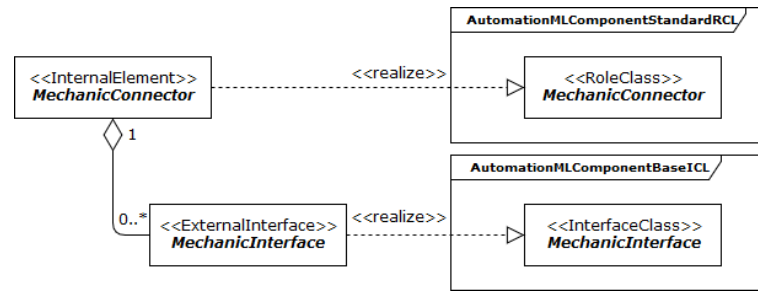 AutomationMLComponentStandardRCL
<<InternalElement>>
MechanicConnector
<<realize>>
<<RoleClass>>
MechanicConnector
1
AutomationMLComponentBaseICL
0..*
<<ExternalInterface>>
MechanicInterface
<<realize>>
<<InterfaceClass>>
MechanicInterface